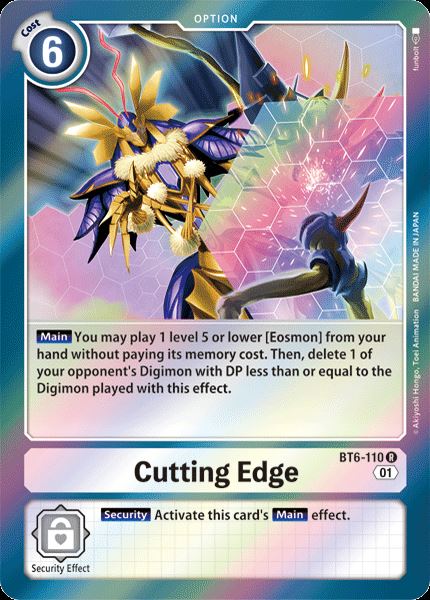 OPTION
Cost
6
funbolt
© Akiyoshi Hongo, Toei Animation BANDAI MADE IN JAPAN
Main You may play 1 level 5 or lower [Eosmon] from your
hand without paying its memory cost. Then, delete 1 of
your opponent's Digimon with DP less than or equal to the
Digimon played with this effect.
BT6-110 R
Cutting Edge
01
Security Activate this card's Main effect.
Security Effect